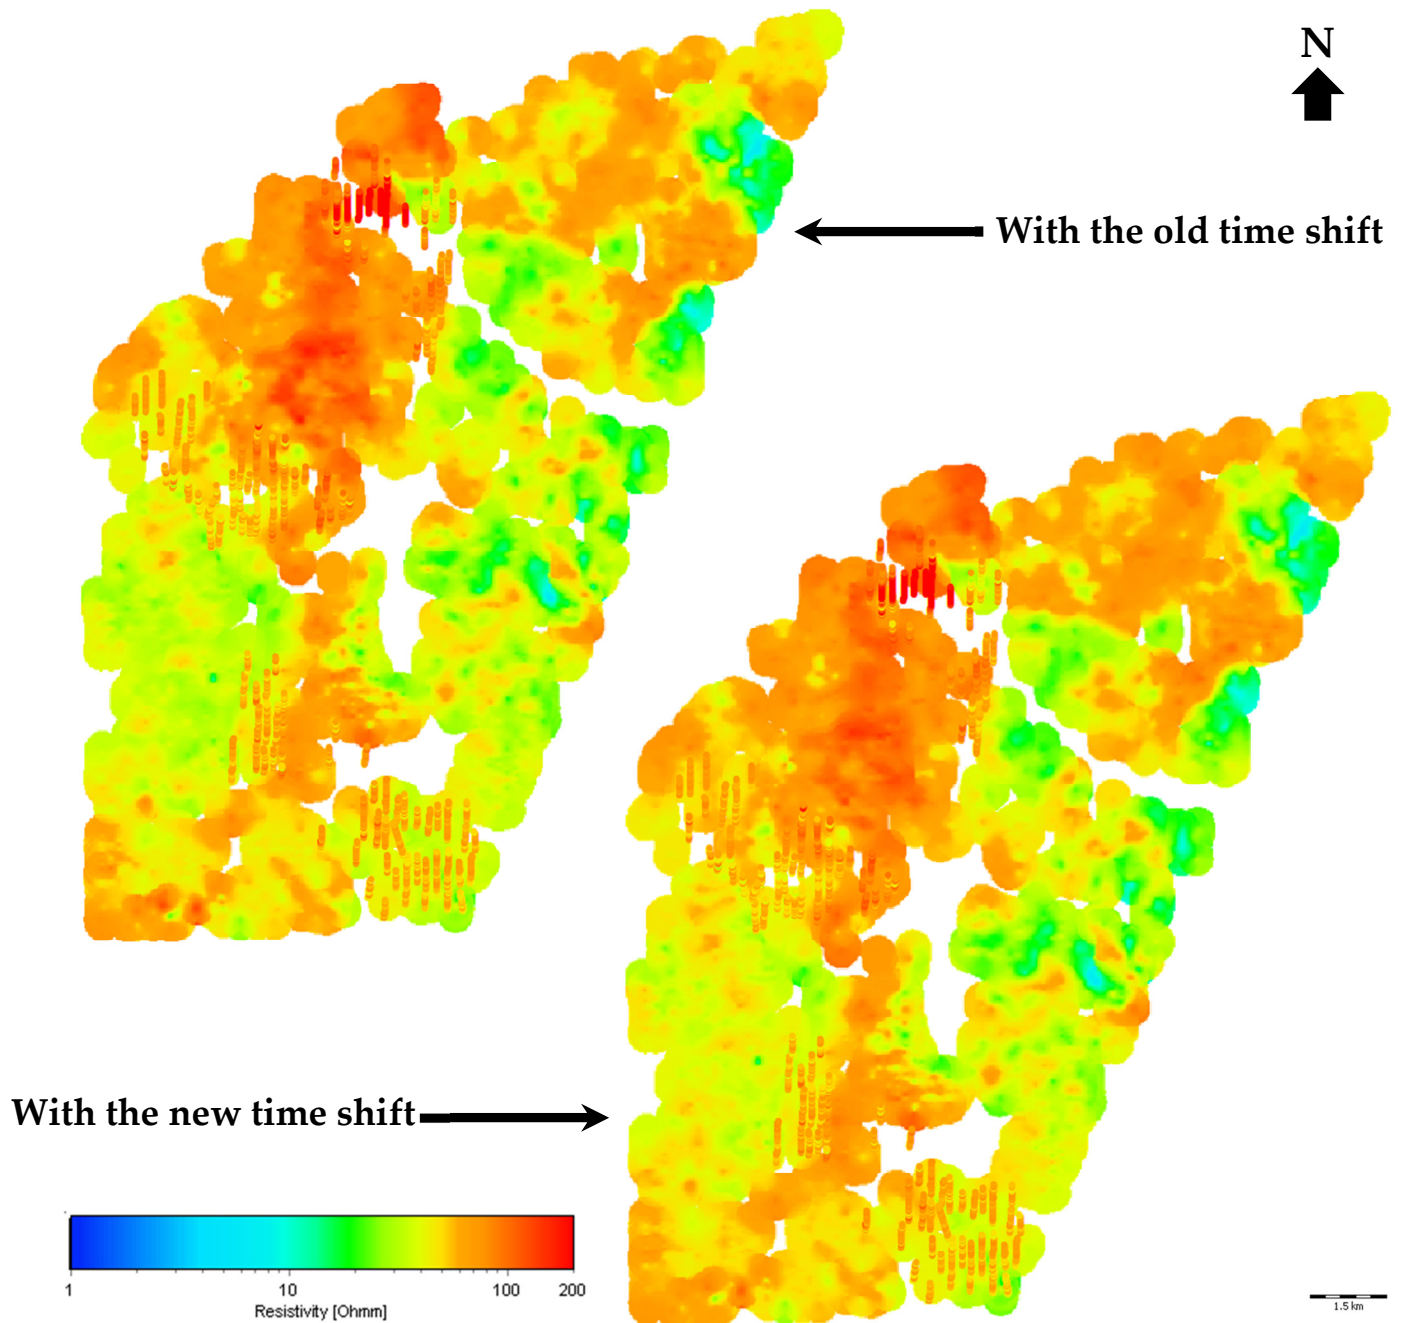 N
With the old time shift
With the new time shift
1 10 100 200
Resistivity [Ohmm]
1.5 km